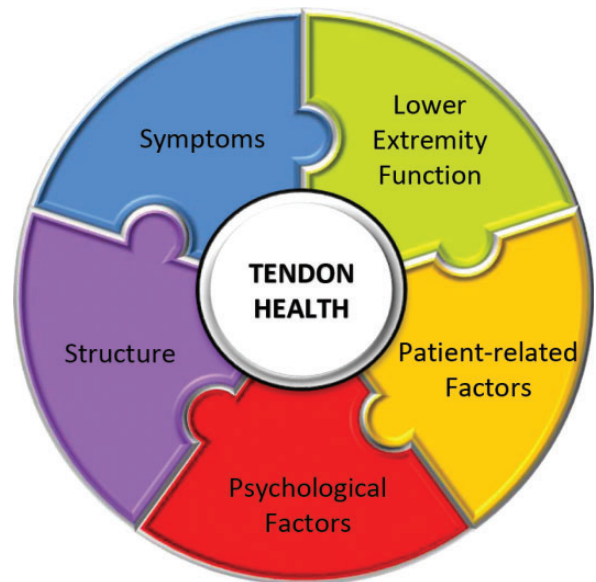 Symptoms
Lower
Extremity
Function
TENDON
HEALTH
Structure
Patient-related
Factors
Psychological
Factors